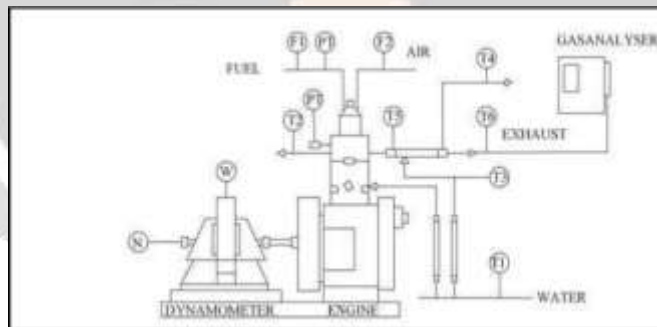 F1 PT F2
GASANALYSER
FUEL
AIR
T4
PT
T2
T5
T6
EXHAUST
T3
W
N
T1
WATER
DYNAMOMETER ENGINE